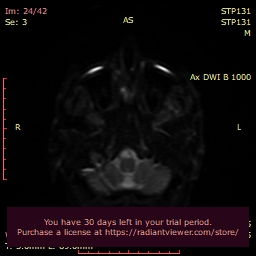 Im: 24/42
Se: 3
AS
STP131
STP131
M
Ax DWI B 1000
R
L
You have 30 days left in your trial period.
Purchase a license at https://radiantviewer.com/store/